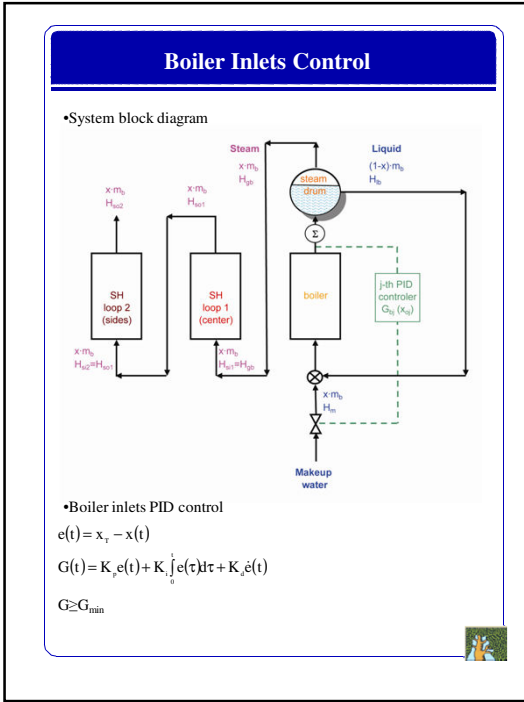 Boiler Inlets Control
•System block diagram
Steam
x·m_b
H_gb
Liquid
(1-x)·m_b
H_lb
steam
drum
Σ
x·m_b
H_so2
x·m_b
H_so1
SH
loop 2
(sides)
SH
loop 1
(center)
boiler
j-th PID
controler
G_bj (x_oj)
x·m_b
H_si2=H_so1
x·m_b
H_si1=H_gb
x·m_b
H_m
Makeup
water
•Boiler inlets PID control
e(t) = x_T − x(t)
G(t) = K_p e(t) + K_i ∫_0^t e(τ)dτ + K_d ė(t)
G≥G_min